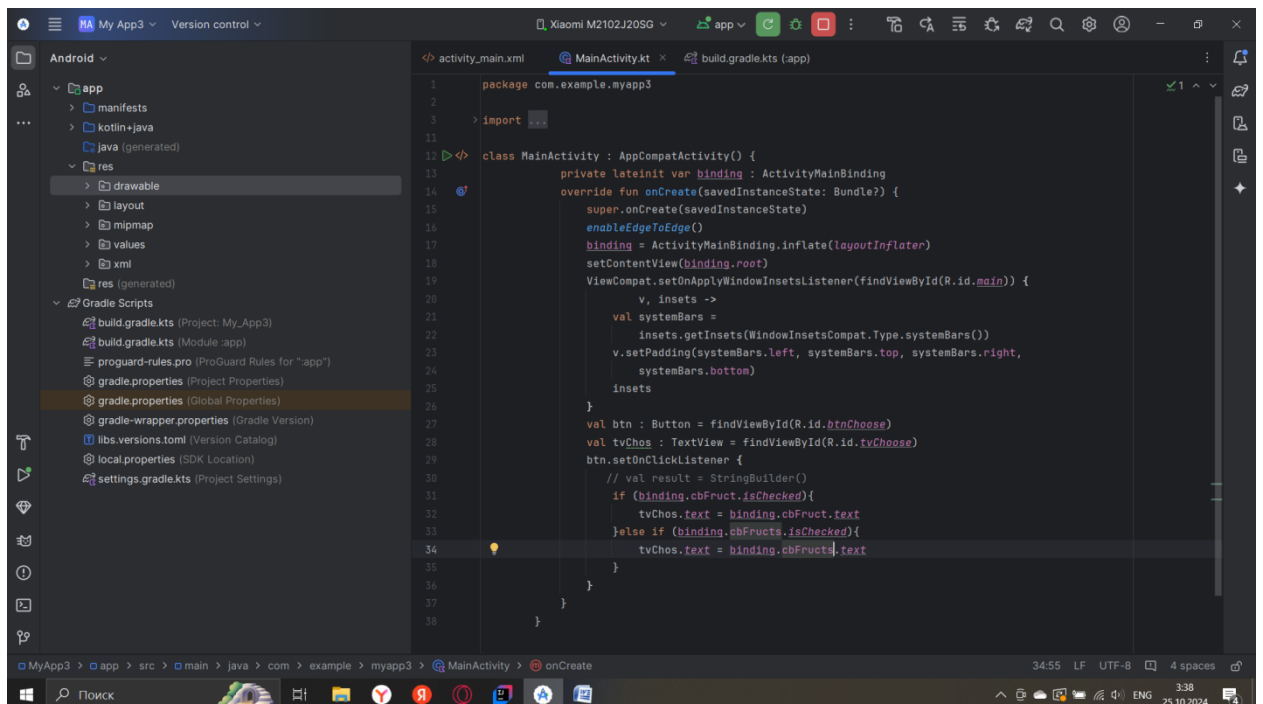 MA My App3 Version control Xiaomi M2102J20SG app
Android
app
manifests
kotlin+java
java (generated)
res
drawable
layout
mipmap
values
xml
res (generated)
Gradle Scripts
build.gradle.kts (Project: My_App3)
build.gradle.kts (Module :app)
proguard-rules.pro (ProGuard Rules for ":app")
gradle.properties (Project Properties)
gradle.properties (Global Properties)
gradle-wrapper.properties (Gradle Version)
libs.versions.toml (Version Catalog)
local.properties (SDK Location)
settings.gradle.kts (Project Settings)
activity_main.xml MainActivity.kt build.gradle.kts (:app)
1 package com.example.myapp3 1
2
3 import ...
11
12 class MainActivity : AppCompatActivity() {
13 private lateinit var binding : ActivityMainBinding
14 override fun onCreate(savedInstanceState: Bundle?) {
15 super.onCreate(savedInstanceState)
16 enableEdgeToEdge()
17 binding = ActivityMainBinding.inflate(layoutInflater)
18 setContentView(binding.root)
19 ViewCompat.setOnApplyWindowInsetsListener(findViewById(R.id.main)) {
20 v, insets ->
21 val systemBars =
22 insets.getInsets(WindowInsetsCompat.Type.systemBars())
23 v.setPadding(systemBars.left, systemBars.top, systemBars.right,
24 systemBars.bottom)
25 insets
26 }
27 val btn : Button = findViewById(R.id.btnChoose)
28 val tvChos : TextView = findViewById(R.id.tvChoose)
29 btn.setOnClickListener {
30 // val result = StringBuilder()
31 if (binding.cbFruct.isChecked){
32 tvChos.text = binding.cbFruct.text
33 }else if (binding.cbFructs.isChecked){
34 tvChos.text = binding.cbFructs.text
35 }
36 }
37 }
38 }
MyApp3 > app > src > main > java > com > example > myapp3 > MainActivity > onCreate 34:55 LF UTF-8 4 spaces
Поиск ENG 3:38
25.10.2024 4